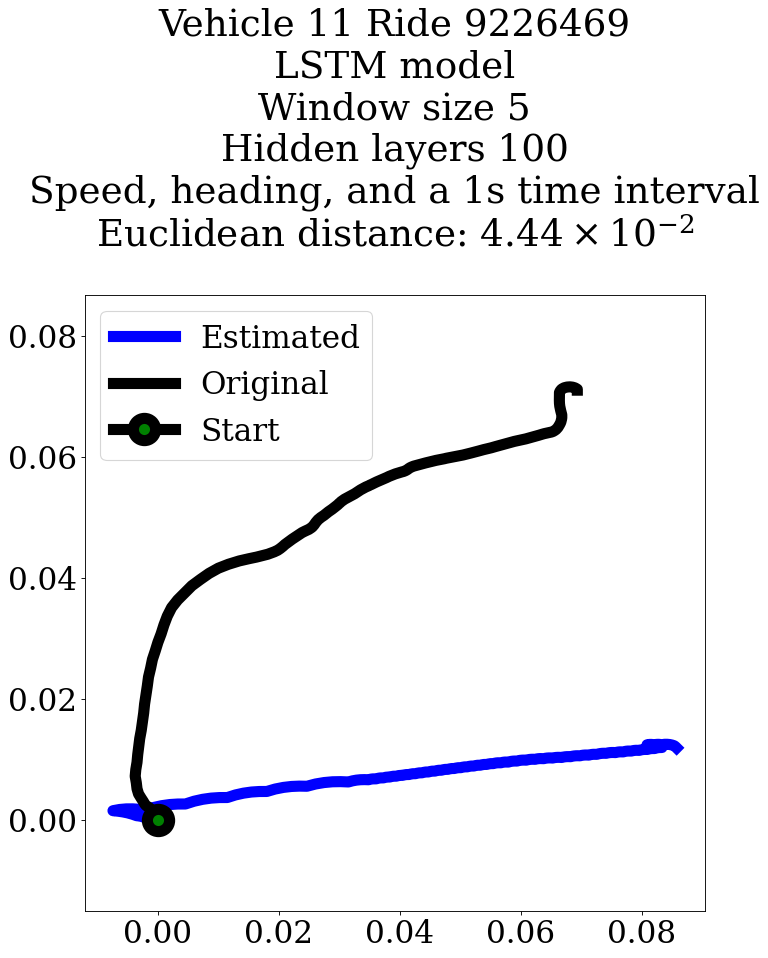 Vehicle 11 Ride 9226469
LSTM model
Window size 5
Hidden layers 100
Speed, heading, and a 1s time interval
Euclidean distance: 4.44 × 10⁻²
Estimated
Original
Start
0.08
0.06
0.04
0.02
0.00
0.00 0.02 0.04 0.06 0.08